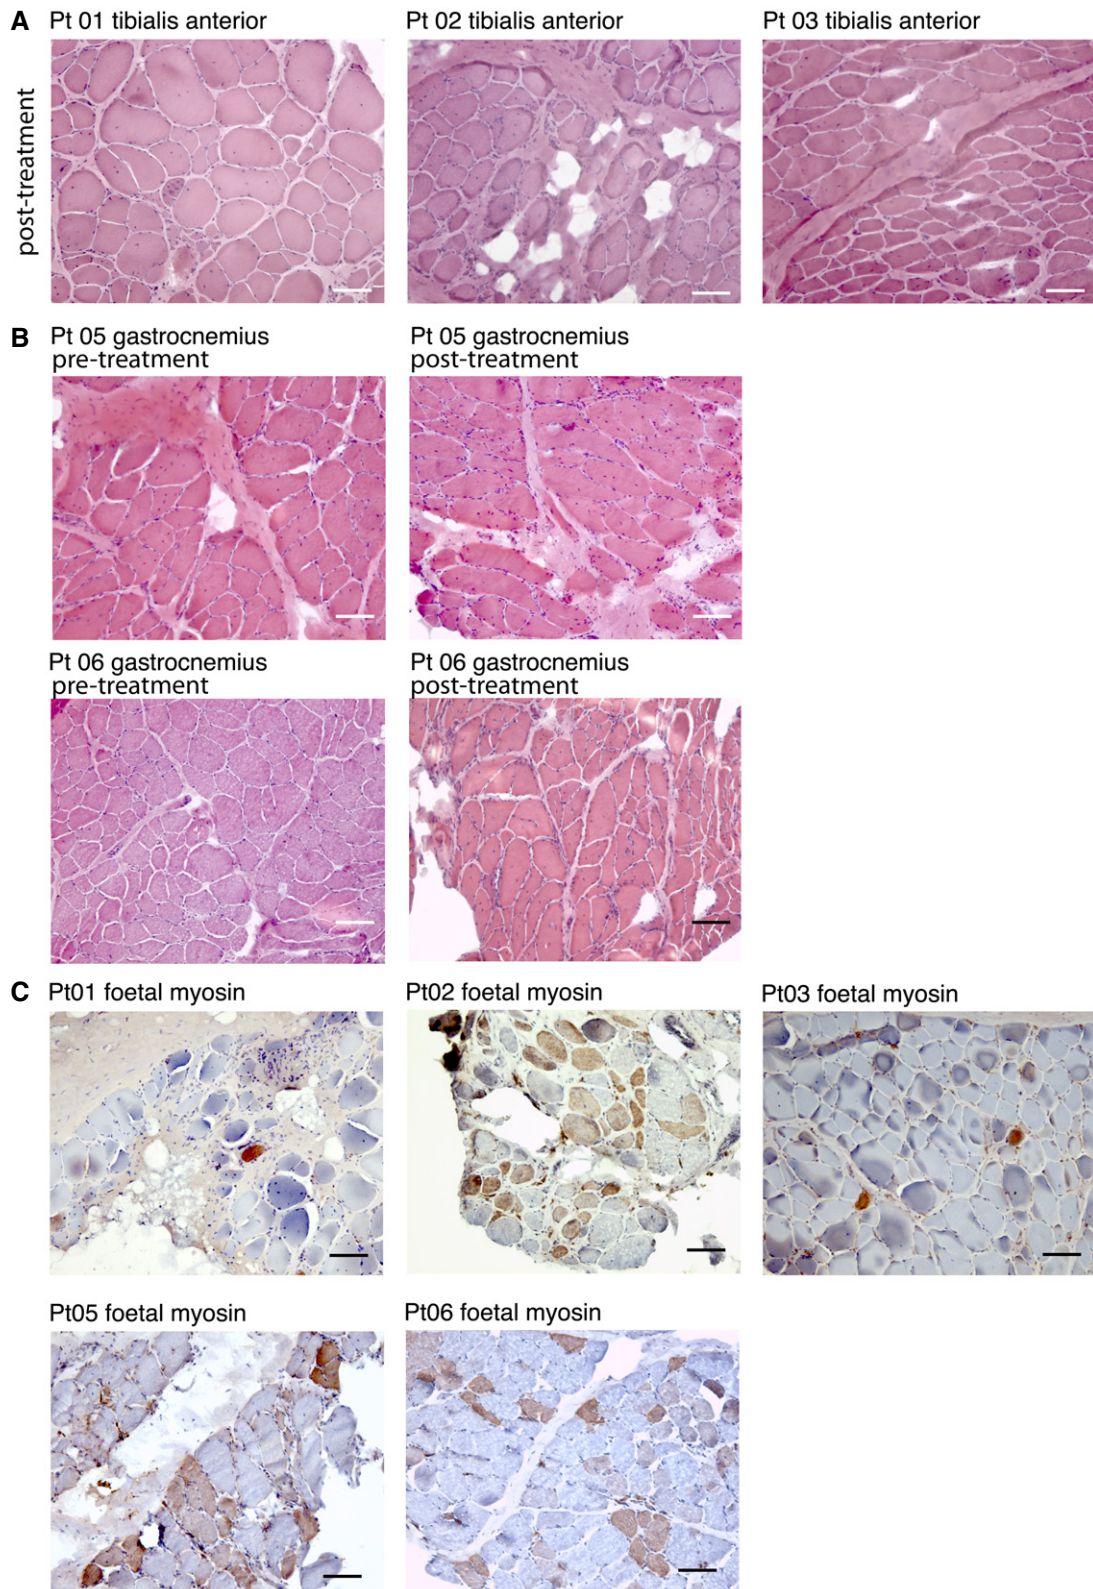 A
Pt 01 tibialis anterior
Pt 02 tibialis anterior
Pt 03 tibialis anterior
post-treatment
B
Pt 05 gastrocnemius
pre-treatment
Pt 05 gastrocnemius
post-treatment
Pt 06 gastrocnemius
pre-treatment
Pt 06 gastrocnemius
post-treatment
C
Pt01 foetal myosin
Pt02 foetal myosin
Pt03 foetal myosin
Pt05 foetal myosin
Pt06 foetal myosin